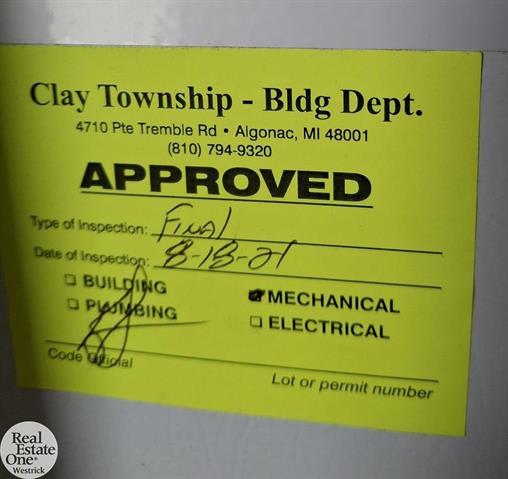 Clay Township - Bldg Dept.
4710 Pte Tremble Rd • Algonac, MI 48001
(810) 794-9320
APPROVED
Type of Inspection: Final
Date of Inspection: 8-18-21
☐ BUILDING
☑ MECHANICAL
☐ PLUMBING
☐ ELECTRICAL
Code Official
Lot or permit number
Real
Estate
One
Westrick